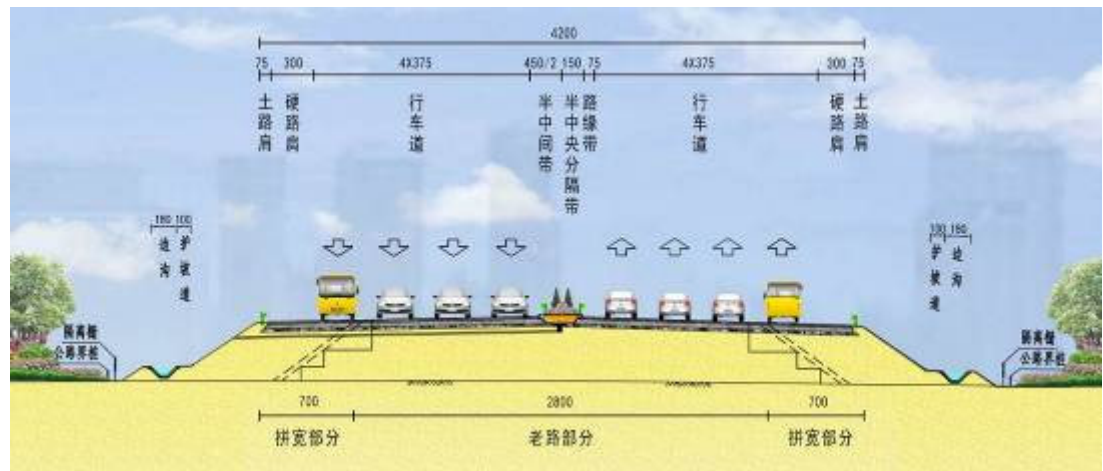 4200
75 300 4X375 450/2 150 75 4X375 300 75
土路肩 硬路肩 行车道 半中间带 半中央分隔带 路缘带 行车道 硬路肩 土路肩
180 100
边沟 护坡道
100 180
护坡道 边沟
隔离栅
公路界桩
隔离栅
公路界桩
700 2800 700
拼宽部分 老路部分 拼宽部分